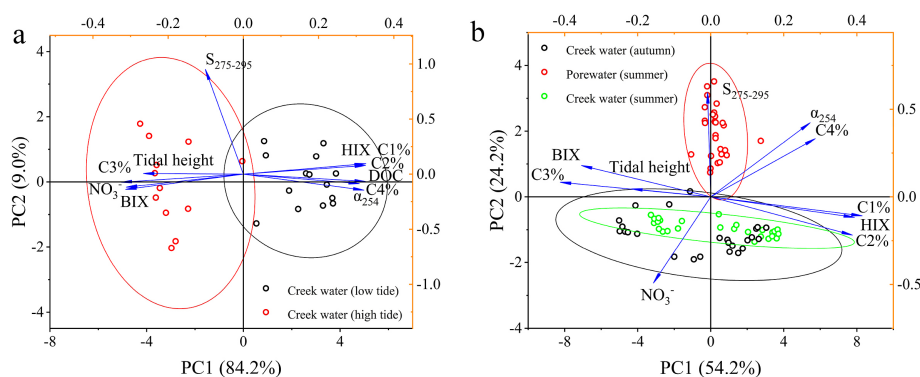 a
-0.4 -0.2 0.0 0.2 0.4
4
2
0
-2
-4
PC2 (9.0%)
1.0
0.5
0.0
-0.5
-1.0
S275-295
C3%
Tidal height
NO3-
BIX
HIX C1%
C2%
DOC
C4%
α254
Creek water (low tide)
Creek water (high tide)
-8 -4 0 4 8
PC1 (84.2%)
b
-0.4 -0.2 0.0 0.2 0.4
4
2
0
-2
-4
PC2 (24.2%)
0.5
0.0
-0.5
Creek water (autumn)
Porewater (summer)
Creek water (summer)
S275-295
α254
C4%
BIX
Tidal height
C3%
C1%
HIX
C2%
NO3-
-8 -4 0 4 8
PC1 (54.2%)